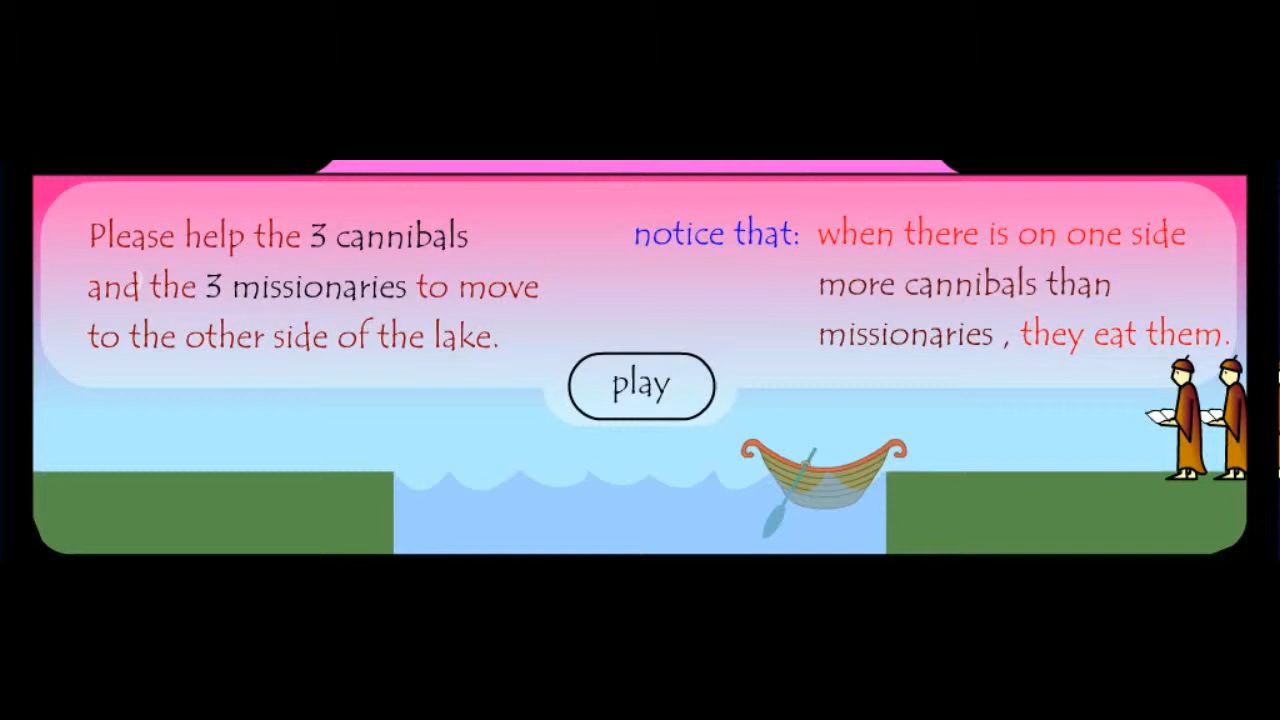 Please help the 3 cannibals
and the 3 missionaries to move
to the other side of the lake.
notice that: when there is on one side
more cannibals than
missionaries , they eat them.
play